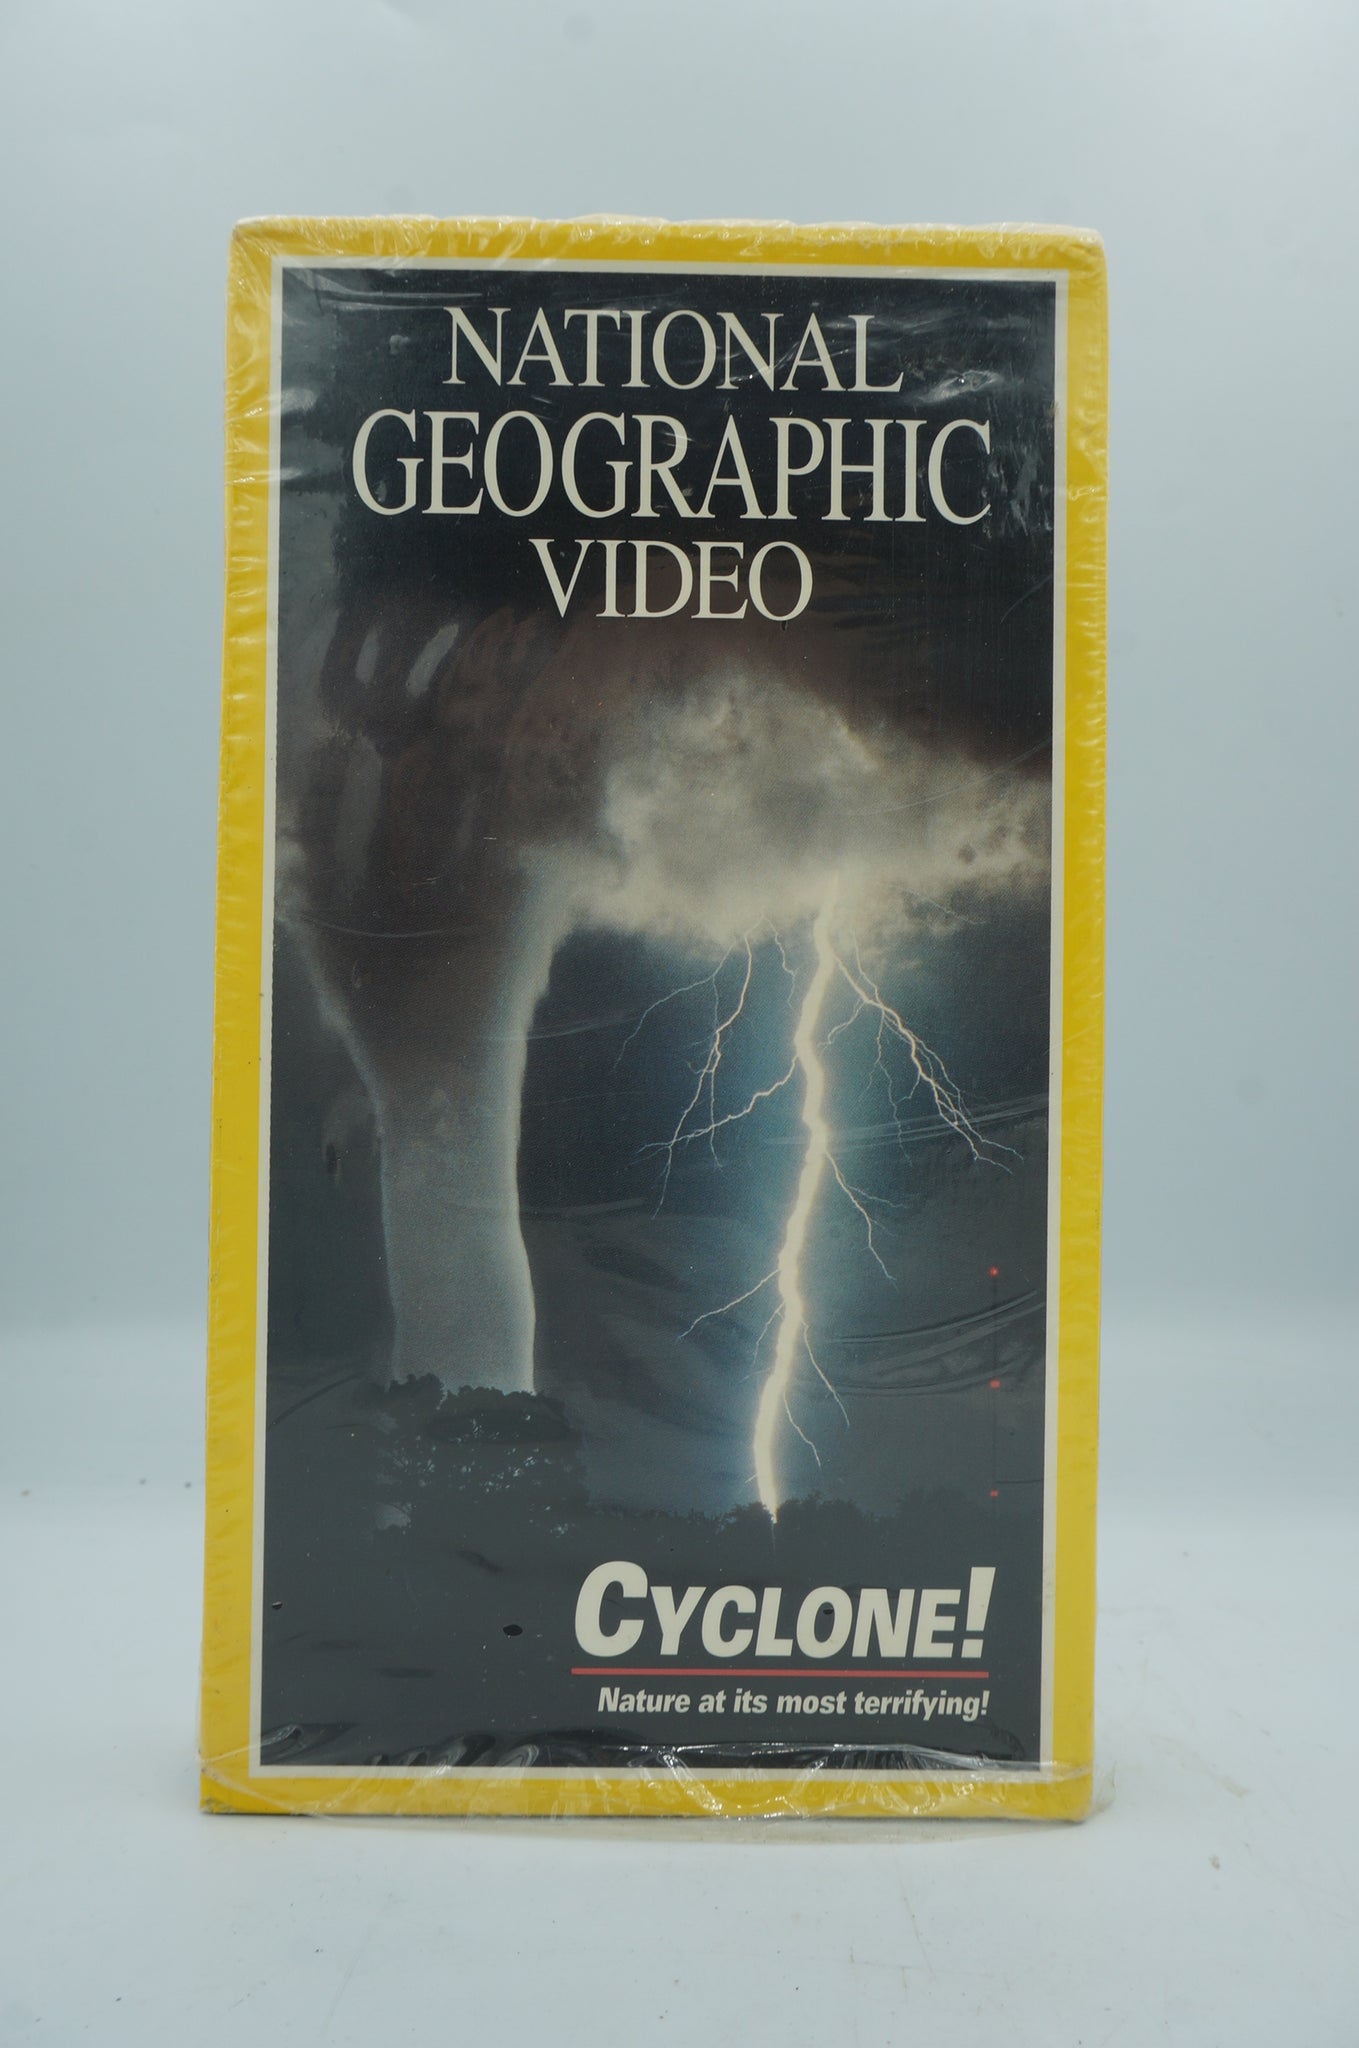 NATIONAL
GEOGRAPHIC
VIDEO
CYCLONE!
Nature at its most terrifying!